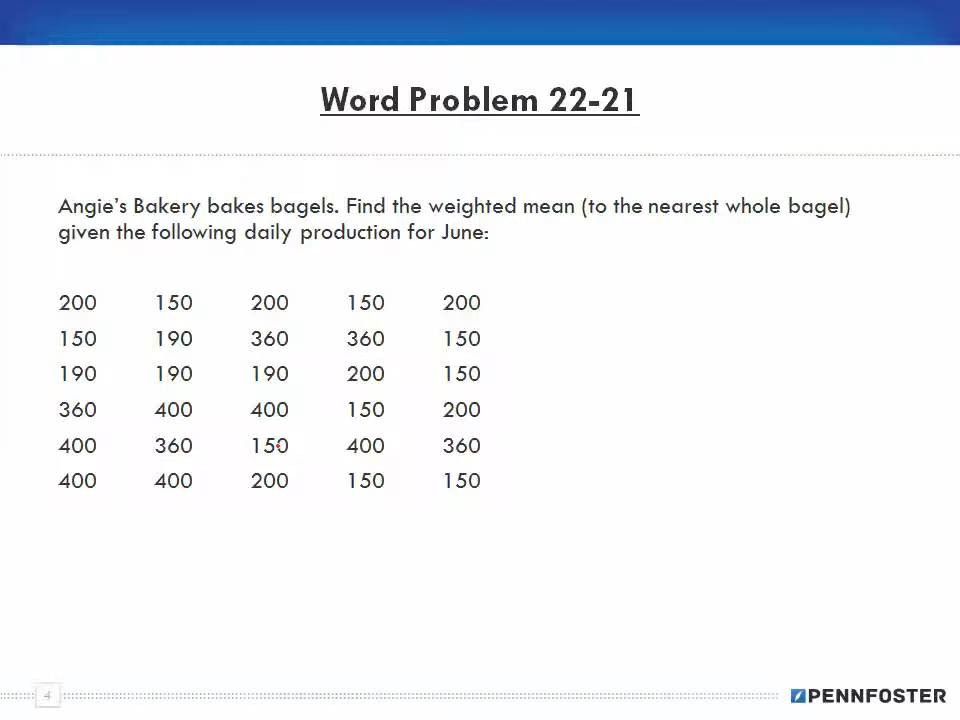 Word Problem 22-21
Angie's Bakery bakes bagels. Find the weighted mean (to the nearest whole bagel)
given the following daily production for June:
200 150 200 150 200
150 190 360 360 150
190 190 190 200 150
360 400 400 150 200
400 360 150 400 360
400 400 200 150 150
4
PENNFOSTER